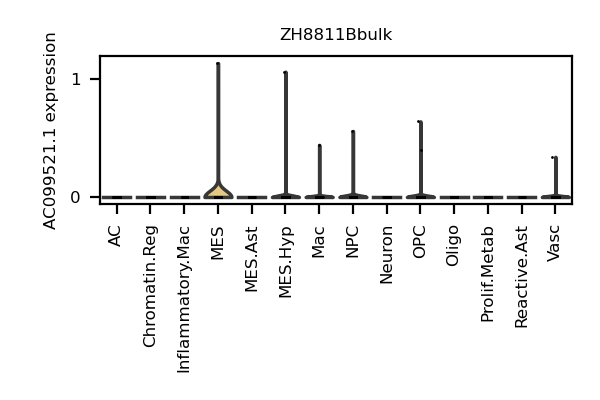 ZH8811Bbulk
AC099521.1 expression
1
0
AC
Chromatin.Reg
Inflammatory.Mac
MES
MES.Ast
MES.Hyp
Mac
NPC
Neuron
OPC
Oligo
Prolif.Metab
Reactive.Ast
Vasc